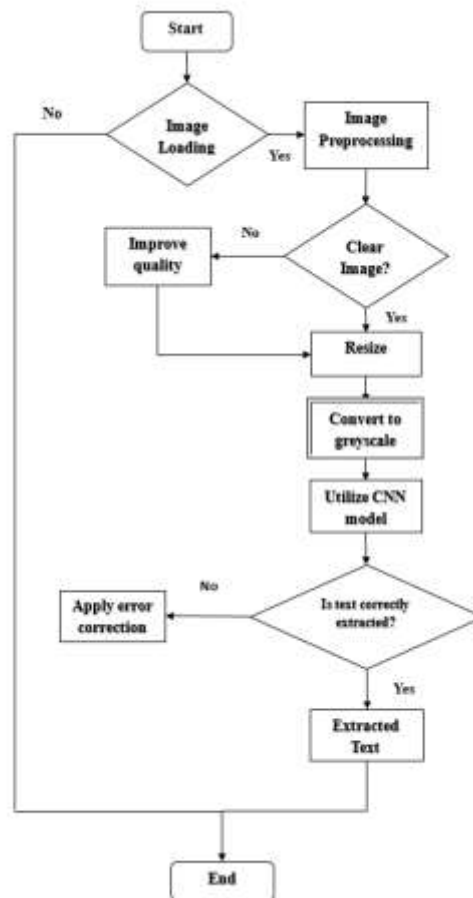 Start
No
Image
Loading
Yes
Image
Preprocessing
Improve
quality
No
Clear
Image?
Yes
Resize
Convert to
greyscale
Utilize CNN
model
No
Apply error
correction
Is text correctly
extracted?
Yes
Extracted
Text
End